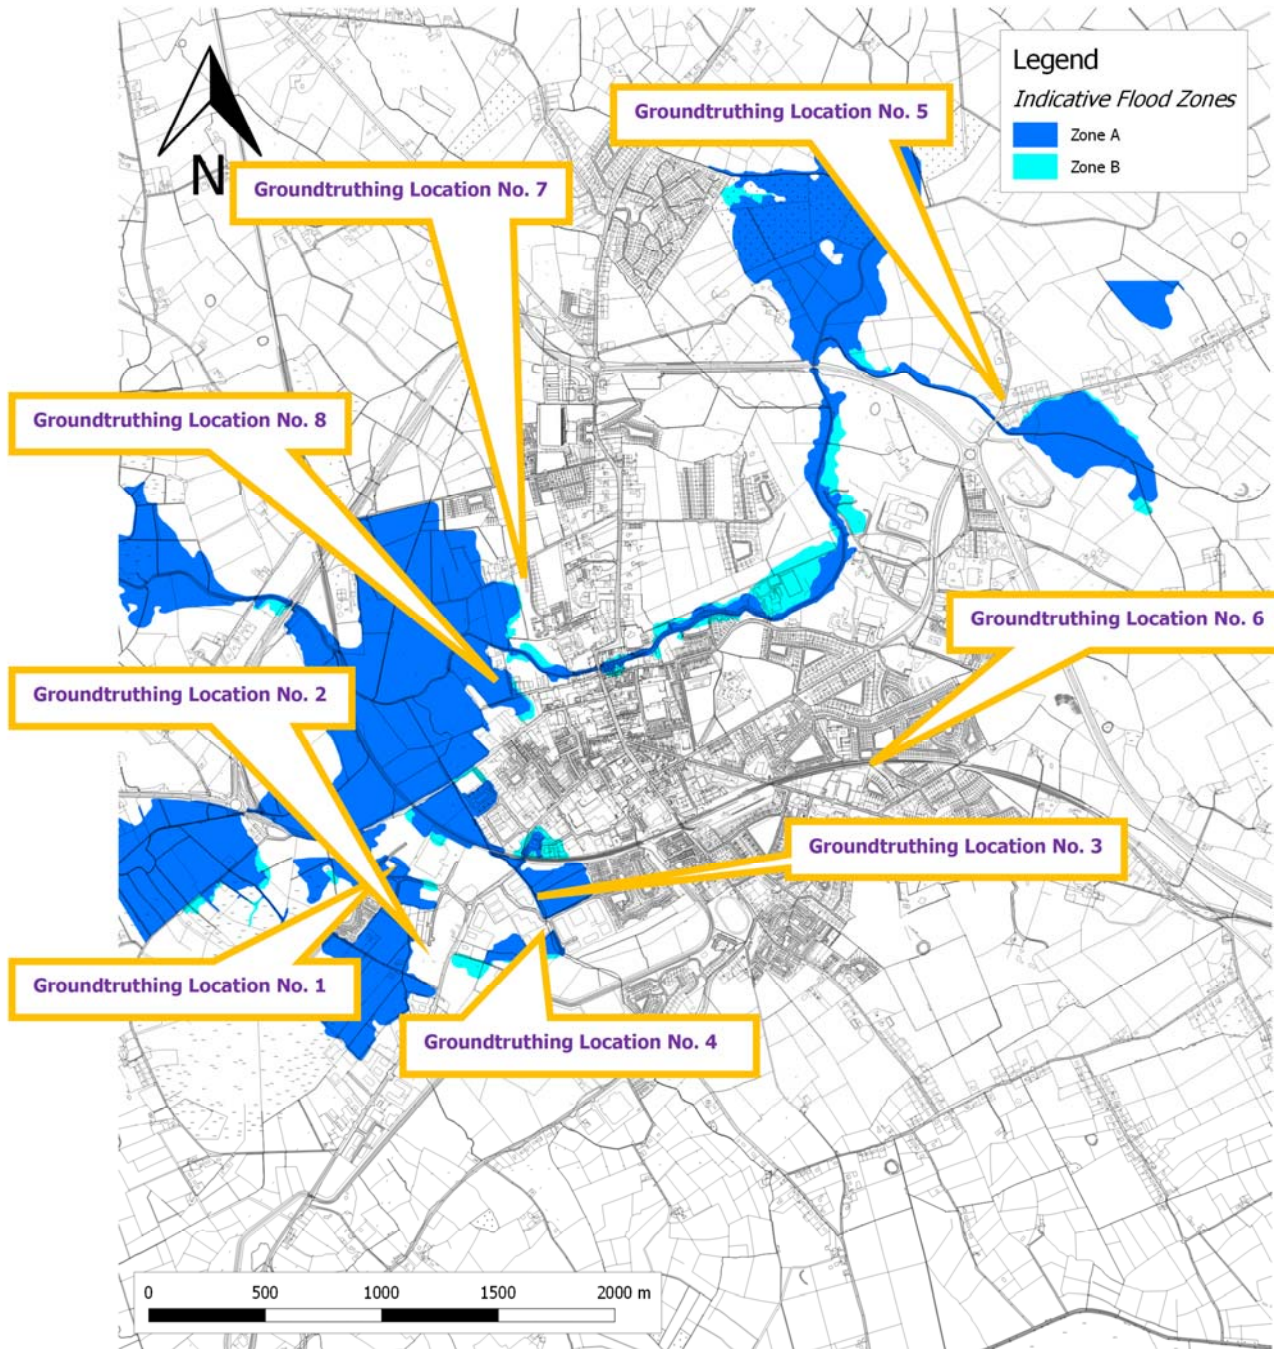 Legend
Indicative Flood Zones
Zone A
Zone B
Groundtruthing Location No. 5
N
Groundtruthing Location No. 7
Groundtruthing Location No. 8
Groundtruthing Location No. 6
Groundtruthing Location No. 2
Groundtruthing Location No. 3
Groundtruthing Location No. 1
Groundtruthing Location No. 4
0 500 1000 1500 2000 m